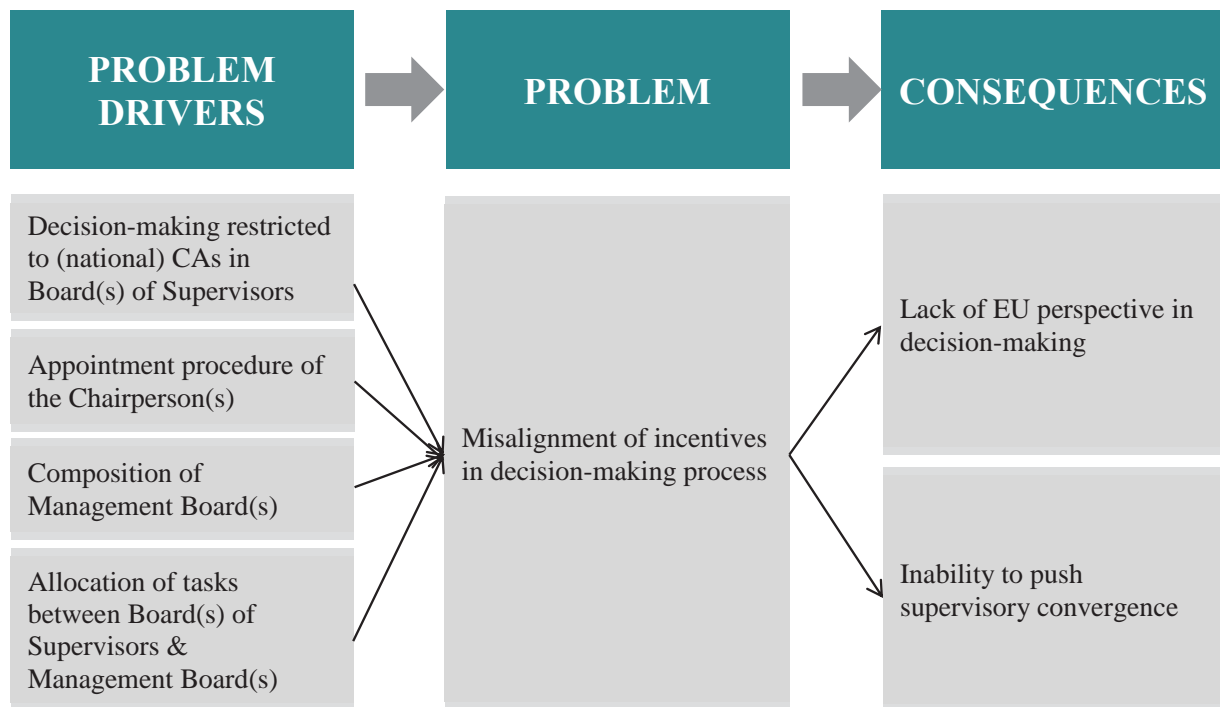 PROBLEM
DRIVERS
PROBLEM
CONSEQUENCES
Decision-making restricted
to (national) CAs in
Board(s) of Supervisors
Appointment procedure of
the Chairperson(s)
Composition of
Management Board(s)
Allocation of tasks
between Board(s) of
Supervisors &
Management Board(s)
Misalignment of incentives
in decision-making process
Lack of EU perspective in
decision-making
Inability to push
supervisory convergence